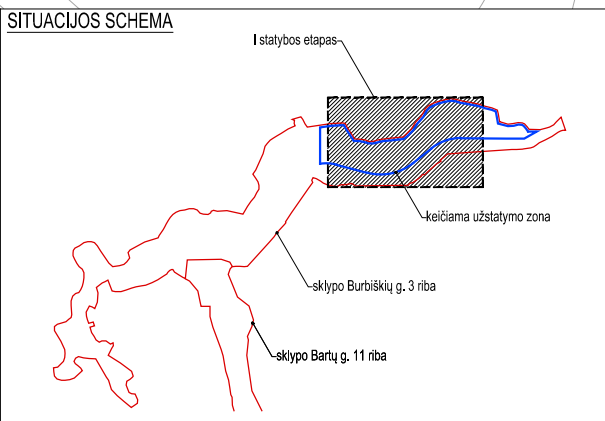 SITUACIJOS SCHEMA
I statybos etapas
keičiama užstatymo zona
sklypo Burbiškių g. 3 riba
sklypo Bartų g. 11 riba